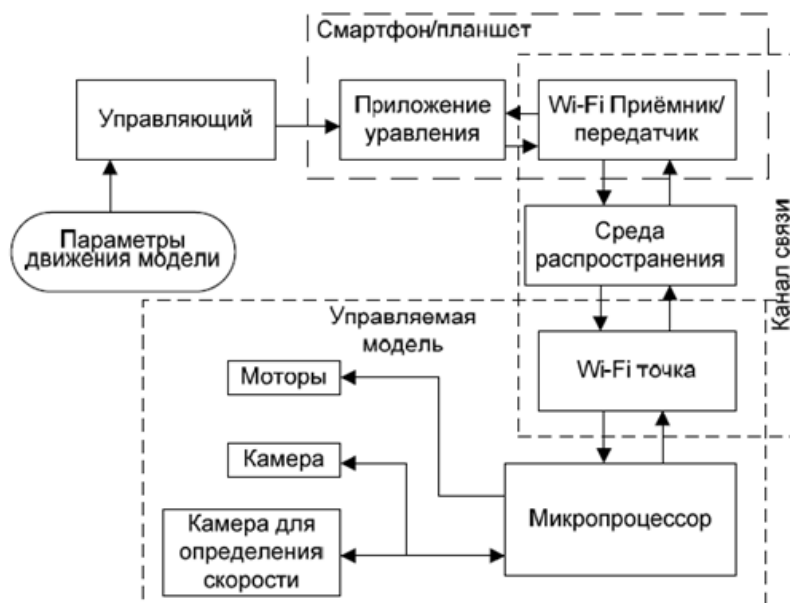 Смартфон/планшет
Управляющий
Приложение
уравления
Wi-Fi Приёмник/
передатчик
Параметры
движения модели
Среда
распространения
Канал связи
Управляемая
модель
Wi-Fi точка
Моторы
Камера
Микропроцессор
Камера для
определения
скорости